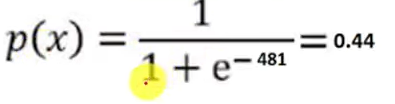 p(x) = 1 / 1 + e^- 481 = 0.44